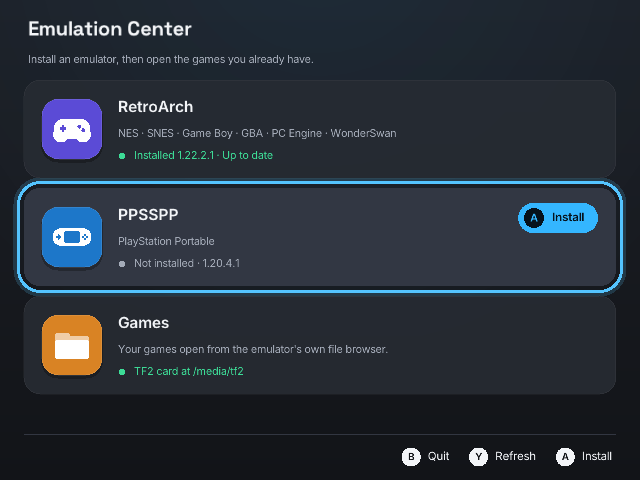 Emulation Center
Install an emulator, then open the games you already have.
RetroArch
NES · SNES · Game Boy · GBA · PC Engine · WonderSwan
Installed 1.22.2.1 · Up to date
PPSSPP
A Install
PlayStation Portable
Not installed · 1.20.4.1
Games
Your games open from the emulator's own file browser.
TF2 card at /media/tf2
B Quit Y Refresh A Install